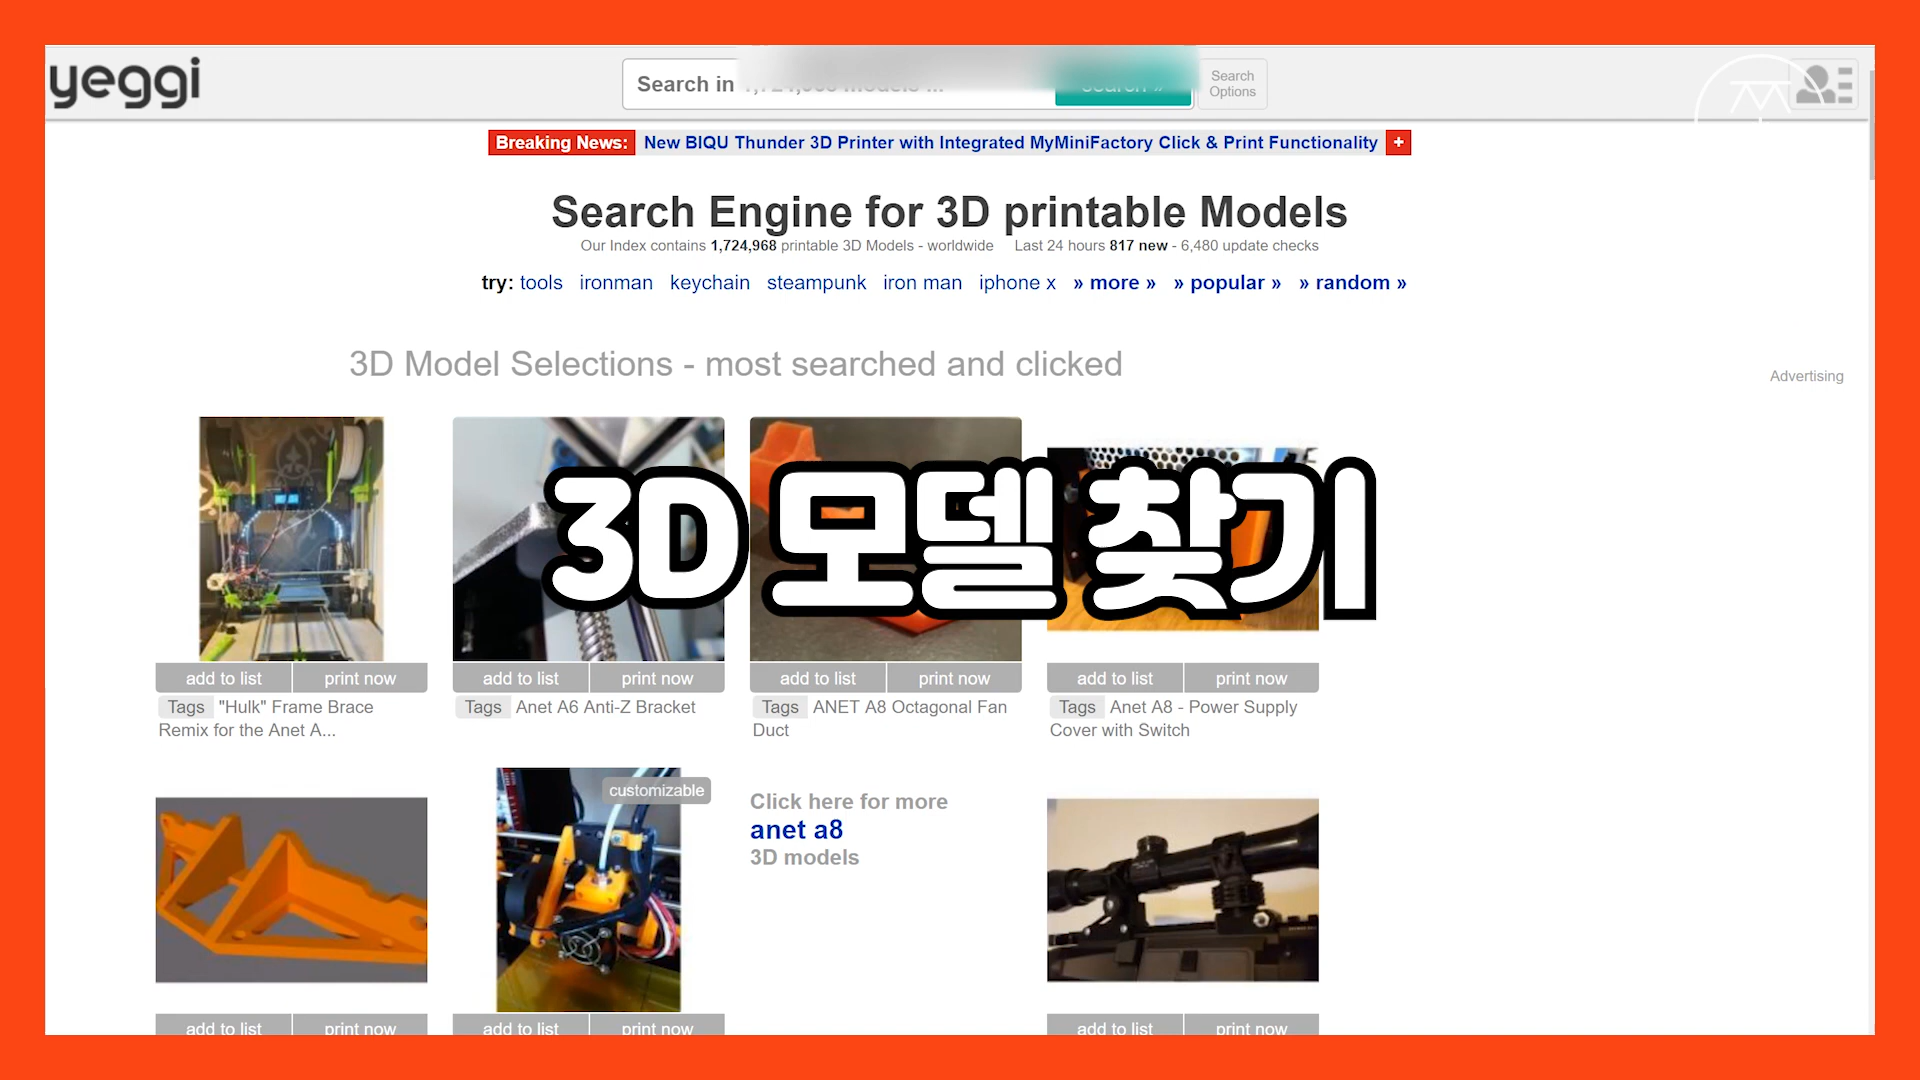 yeggi
Search in 1,724,968 models ...
search »
Search
Options
Breaking News: New BIQU Thunder 3D Printer with Integrated MyMiniFactory Click & Print Functionality +
Search Engine for 3D printable Models
Our Index contains 1,724,968 printable 3D Models - worldwide Last 24 hours 817 new - 6,480 update checks
try: tools ironman keychain steampunk iron man iphone x » more » » popular » » random »
3D Model Selections - most searched and clicked
Advertising
3D 모델 찾기
add to list print now add to list print now add to list print now add to list print now
Tags "Hulk" Frame Brace
Remix for the Anet A...
Tags Anet A6 Anti-Z Bracket
Tags ANET A8 Octagonal Fan
Duct
Tags Anet A8 - Power Supply
Cover with Switch
customizable
Click here for more
anet a8
3D models
add to list print now add to list print now add to list print now